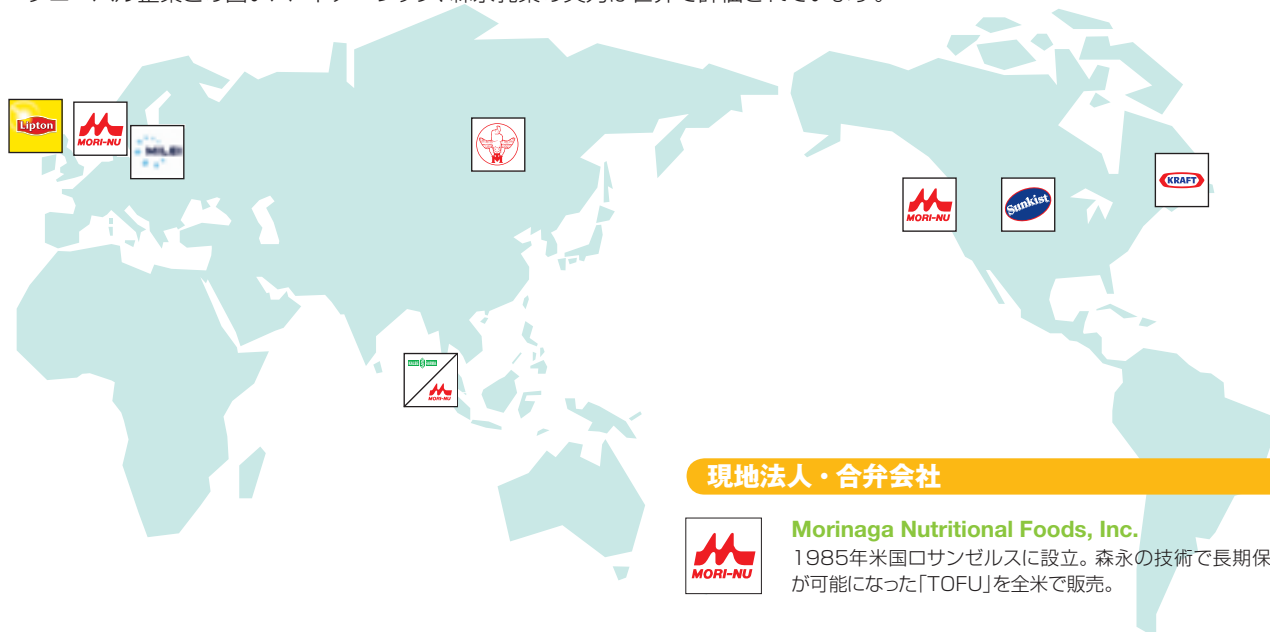 Lipton
MORI-NU
MILEI
M
KRAFT
MORI-NU
Sunkist
MORI-NU
現地法人・合弁会社
Morinaga Nutritional Foods, Inc.
1985年米国ロサンゼルスに設立。森永の技術で長期保
が可能になった「TOFU」を全米で販売。
MORI-NU